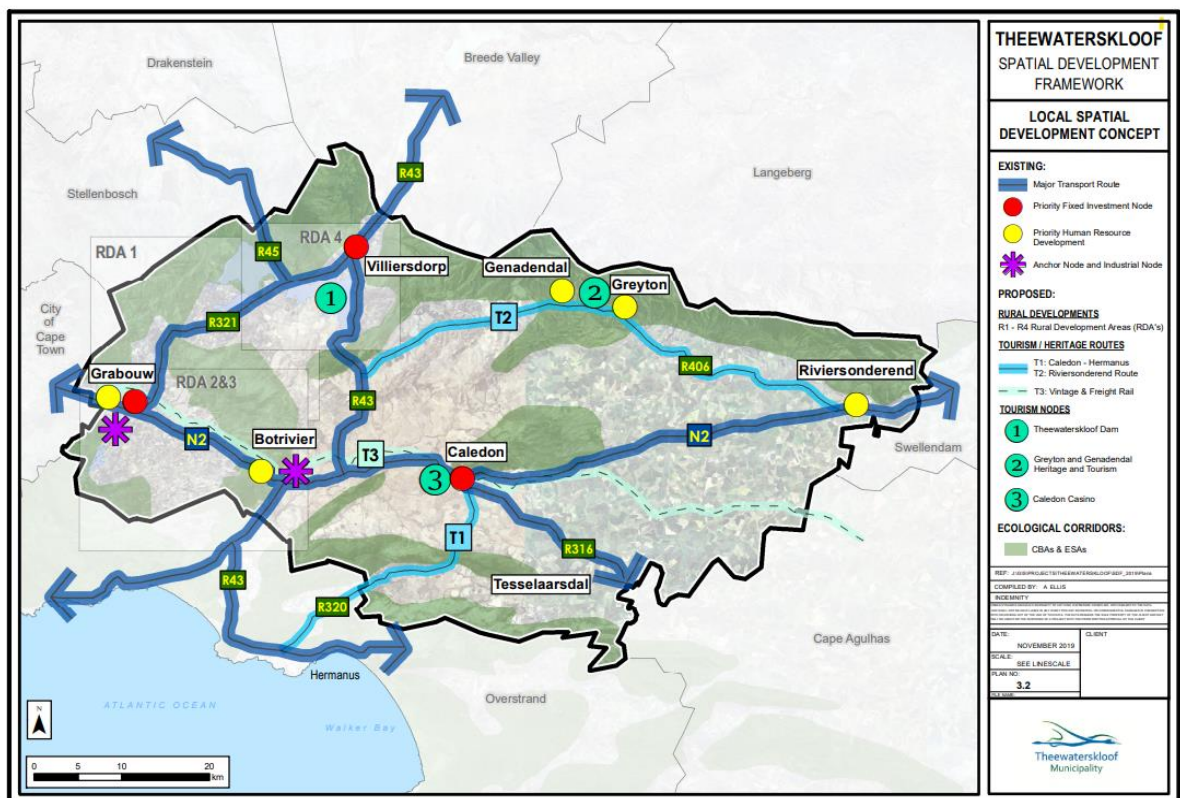 Drakenstein
Breede Valley
Stellenbosch
Langeberg
R43
R45
RDA 4
RDA 1
Villiersdorp
Genadendal
Greyton
1
2
T2
City of
Cape
Town
R321
R406
Grabouw
RDA 2&3
Riviersonderend
R43
N2
Botrivier
T3
Caledon
3
N2
Swellendam
T1
R316
Tesselaarsdal
R43
R320
Hermanus
Cape Agulhas
Overstrand
ATLANTIC OCEAN
Walker Bay
N
0 5 10 20
km
THEEWATERSKLOOF
SPATIAL DEVELOPMENT
FRAMEWORK
LOCAL SPATIAL
DEVELOPMENT CONCEPT
EXISTING:
Major Transport Route
Priority Fixed Investment Node
Priority Human Resource
Development
Anchor Node and Industrial Node
PROPOSED:
RURAL DEVELOPMENTS
R1 - R4 Rural Development Areas (RDA's)
TOURISM / HERITAGE ROUTES
T1: Caledon - Hermanus
T2: Riviersonderend Route
T3: Vintage & Freight Rail
TOURISM NODES
1 Theewaterskloof Dam
2 Greyton and Genadendal
Heritage and Tourism
3 Caledon Casino
ECOLOGICAL CORRIDORS:
CBAs & ESAs
REF:
COMPILED BY: A ELLIS
INDEMNITY
DATE: CLIENT
NOVEMBER 2019
SCALE:
SEE LINESCALE
PLAN NO:
3.2
Theewaterskloof
Municipality